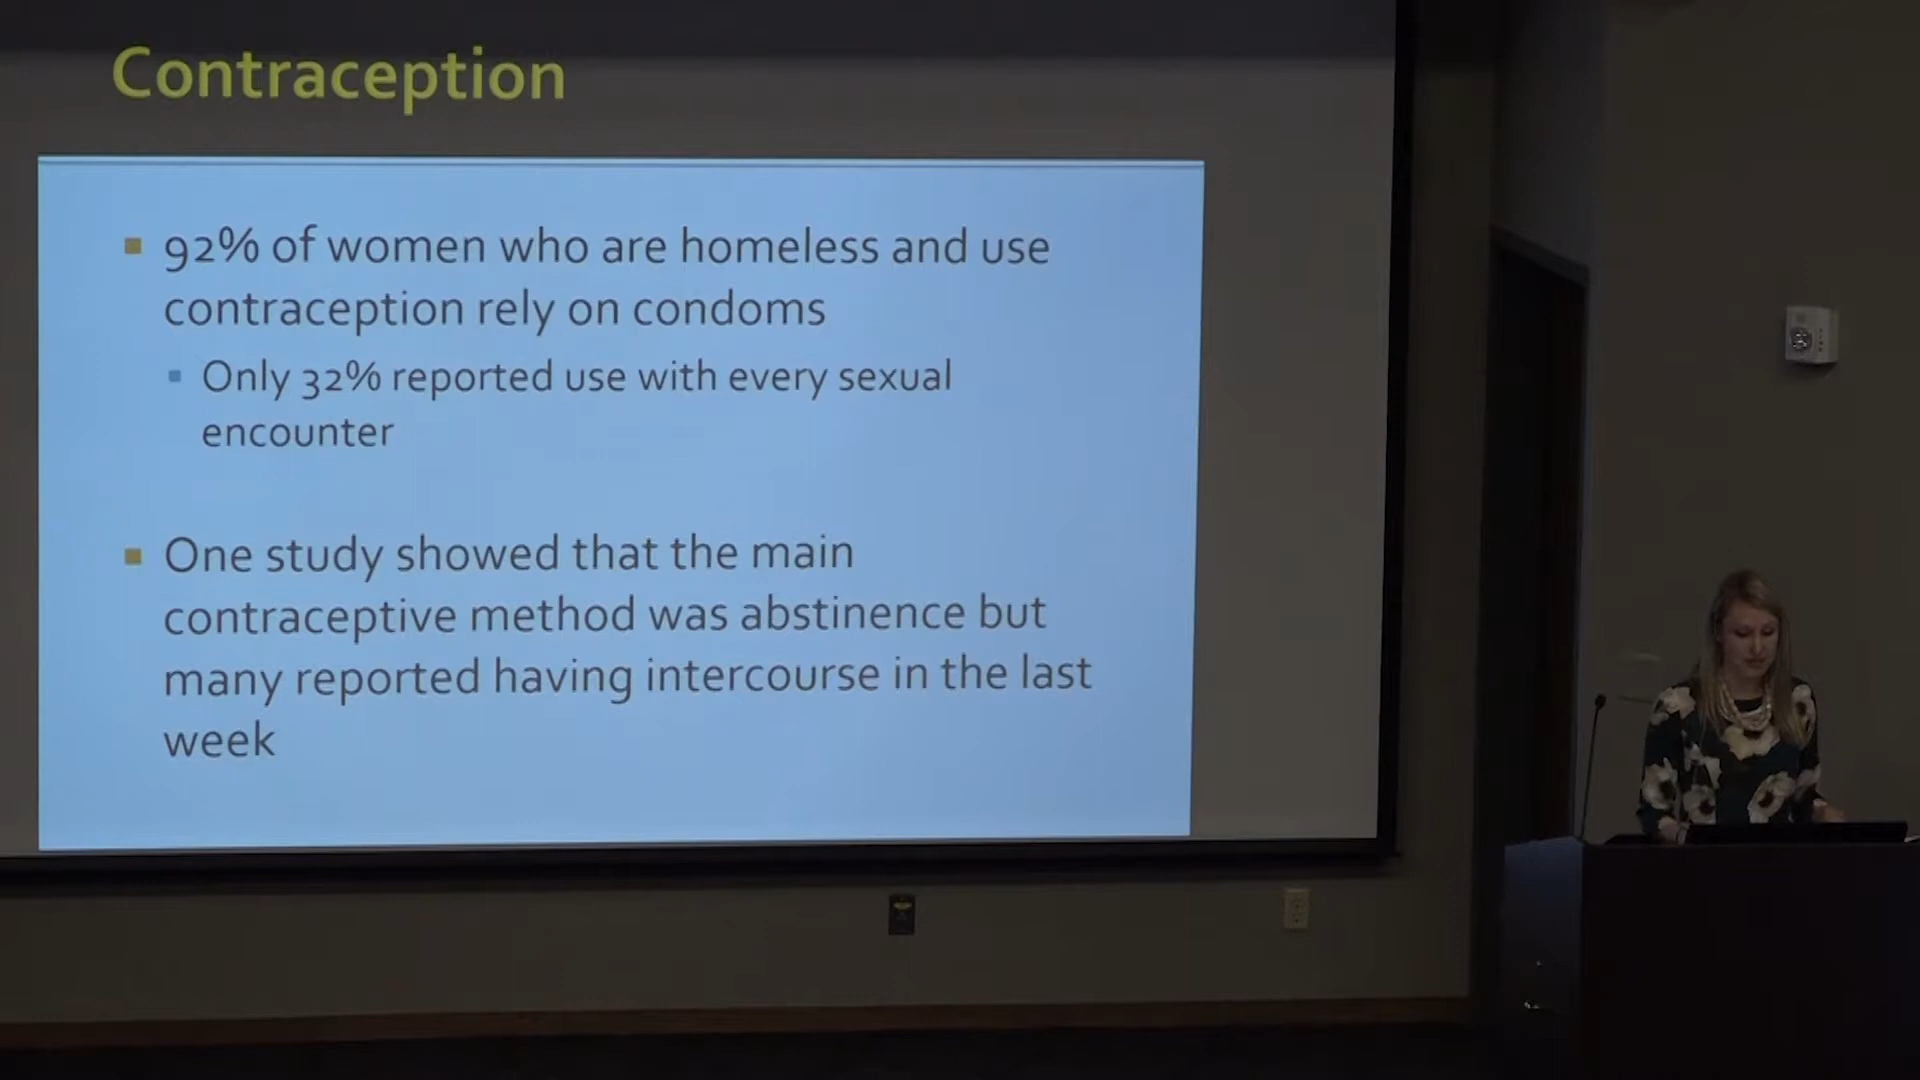 Contraception
92% of women who are homeless and use
contraception rely on condoms
Only 32% reported use with every sexual
encounter
One study showed that the main
contraceptive method was abstinence but
many reported having intercourse in the last
week